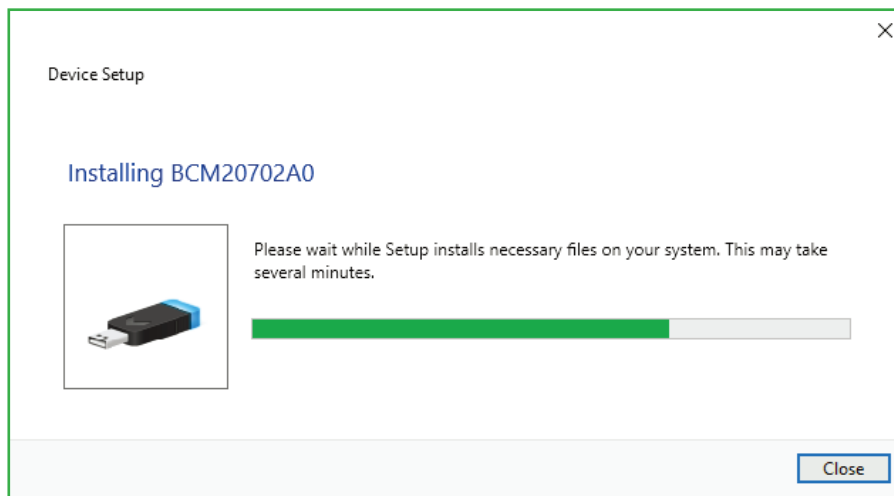 Device Setup
Installing BCM20702A0
Please wait while Setup installs necessary files on your system. This may take
several minutes.
Close